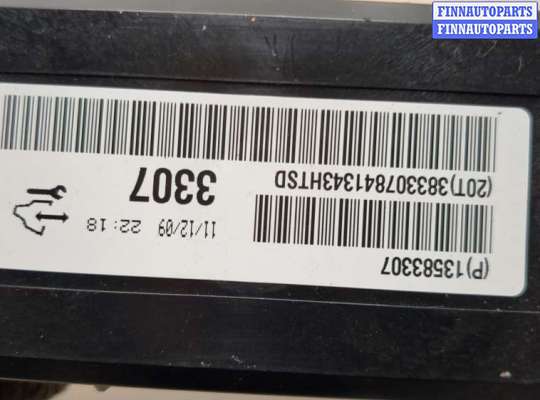 FINNAUTOPARTS
FINNAUTOPARTS
(P)13583307
11/12/09 22:18
3307
(20T)383307841343HTSD